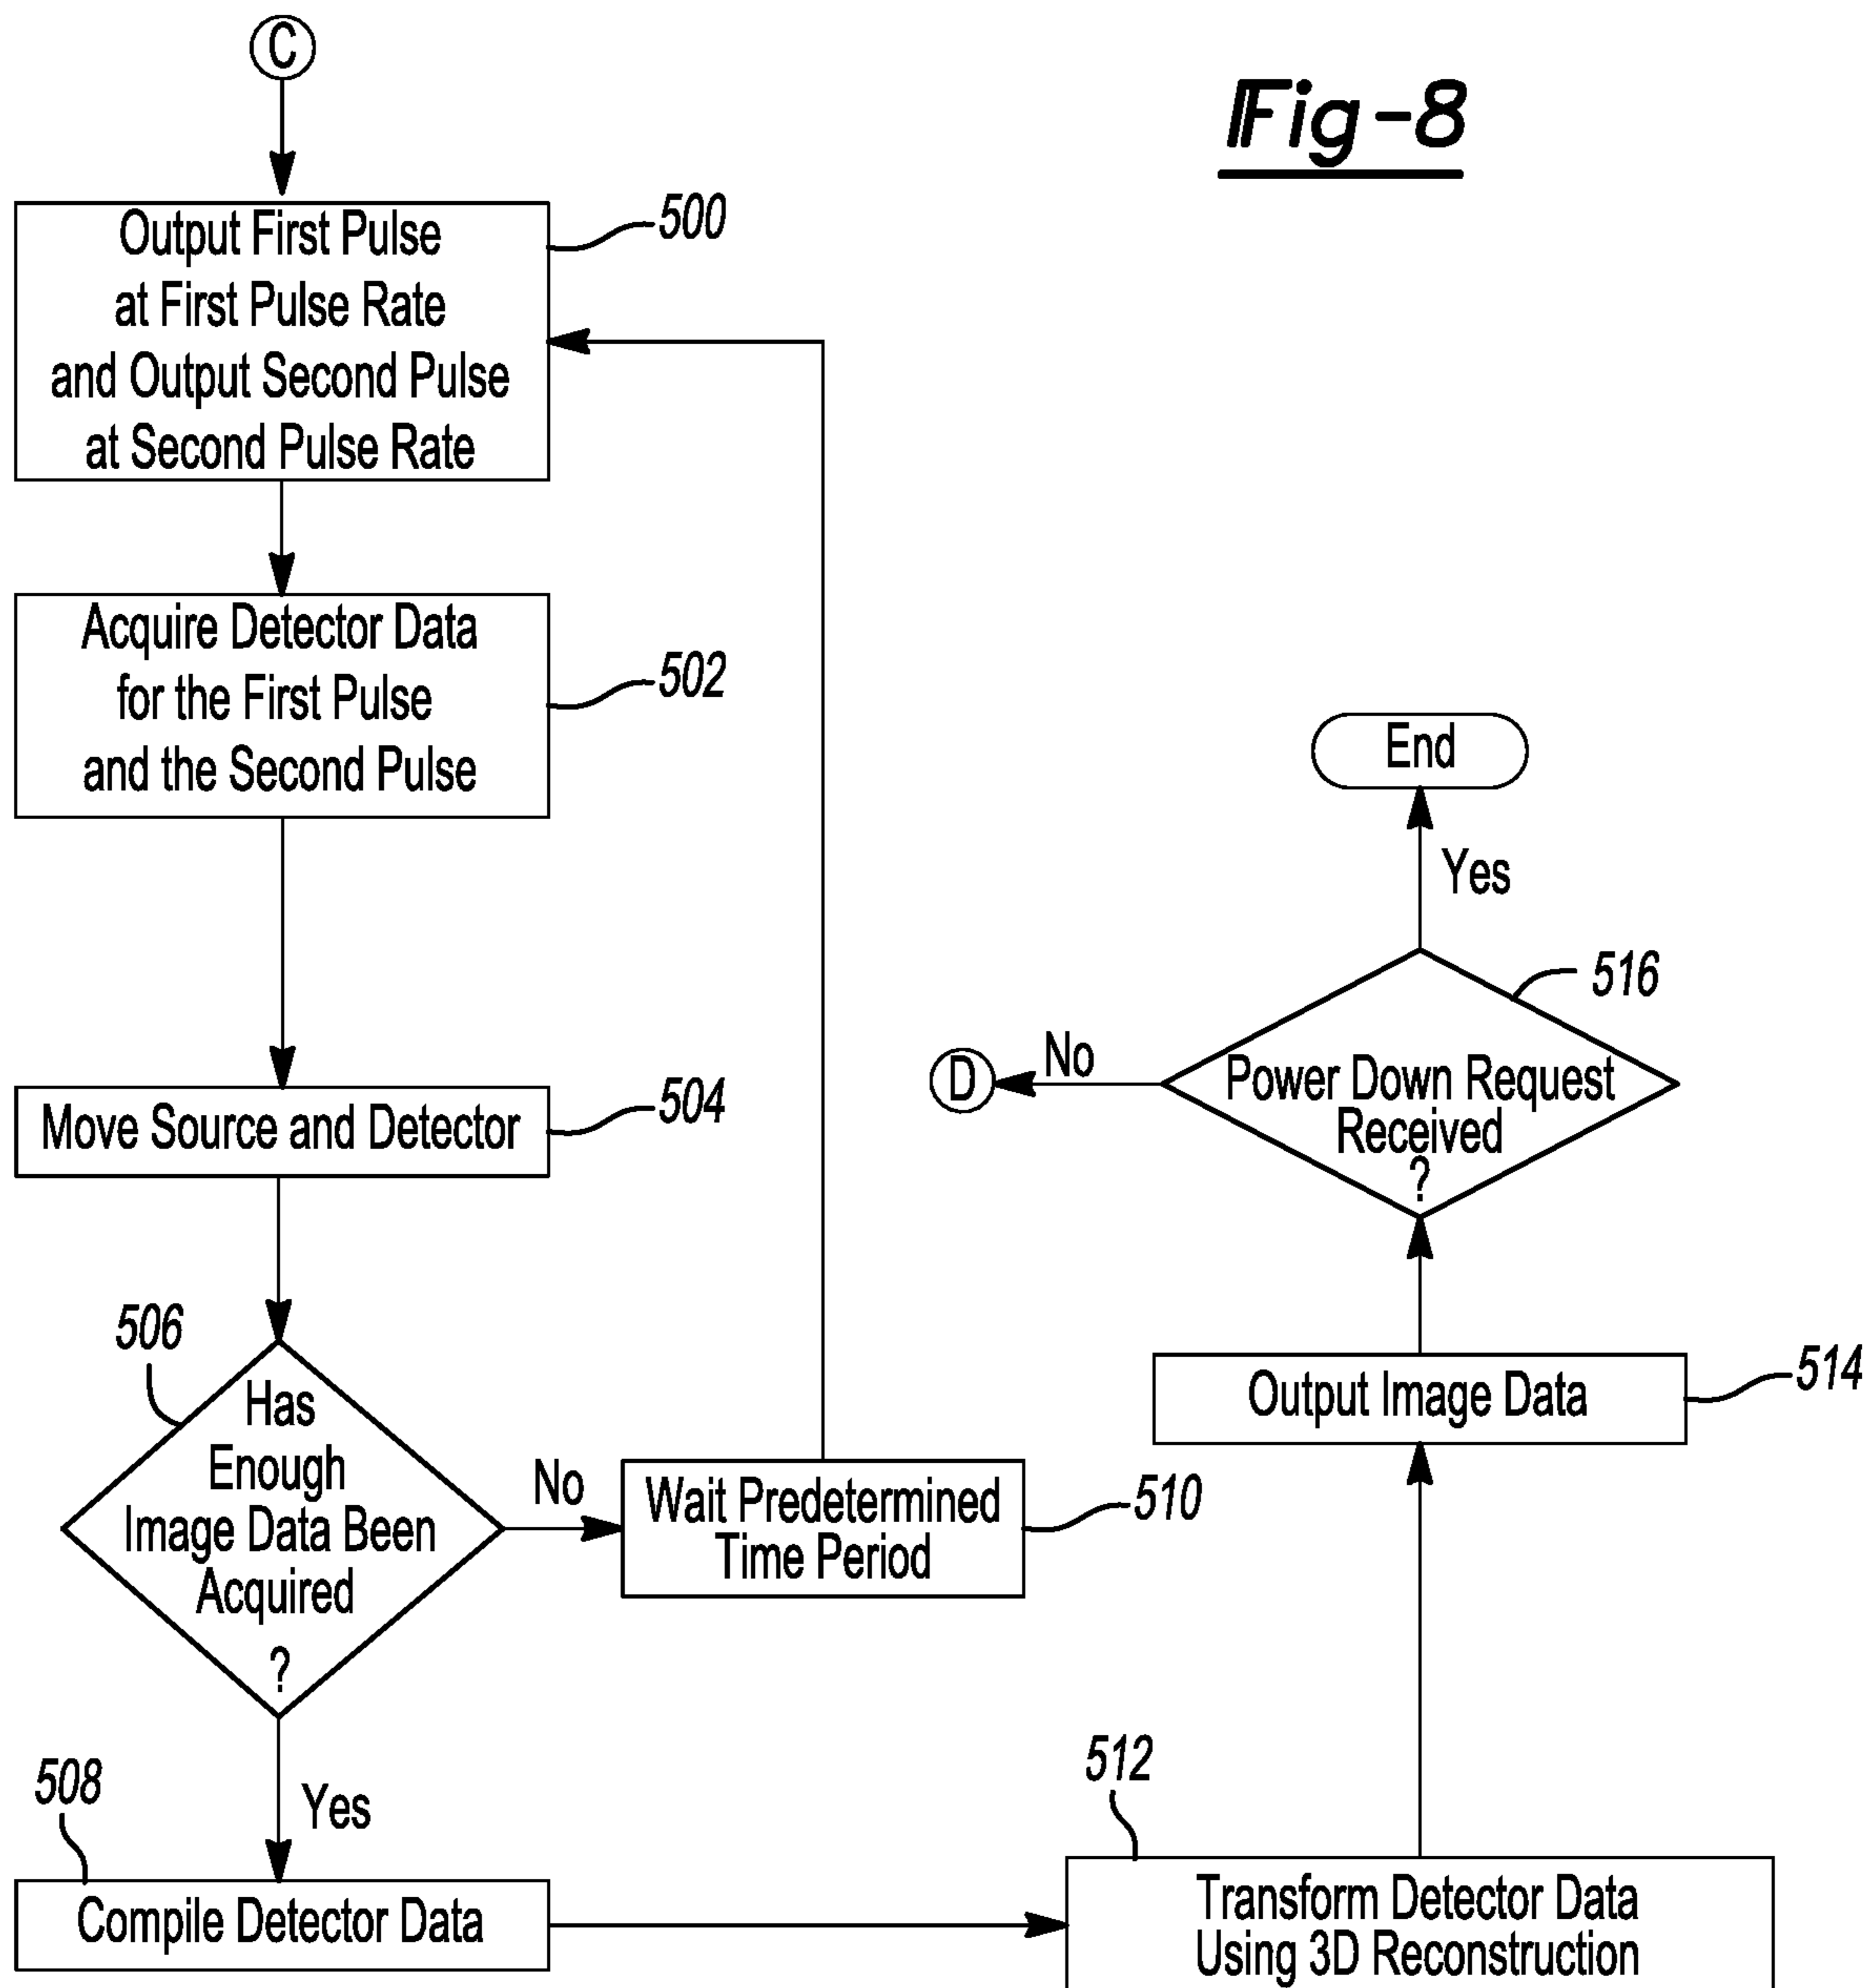 C
Fig-8
Output First Pulse
at First Pulse Rate
and Output Second Pulse
at Second Pulse Rate
500
Acquire Detector Data
for the First Pulse
and the Second Pulse
502
Move Source and Detector
504
506
Has
Enough
Image Data Been
Acquired
?
No
Yes
Wait Predetermined
Time Period
510
508
Compile Detector Data
512
Transform Detector Data
Using 3D Reconstruction
Output Image Data
514
516
Power Down Request
Received
?
No
D
Yes
End